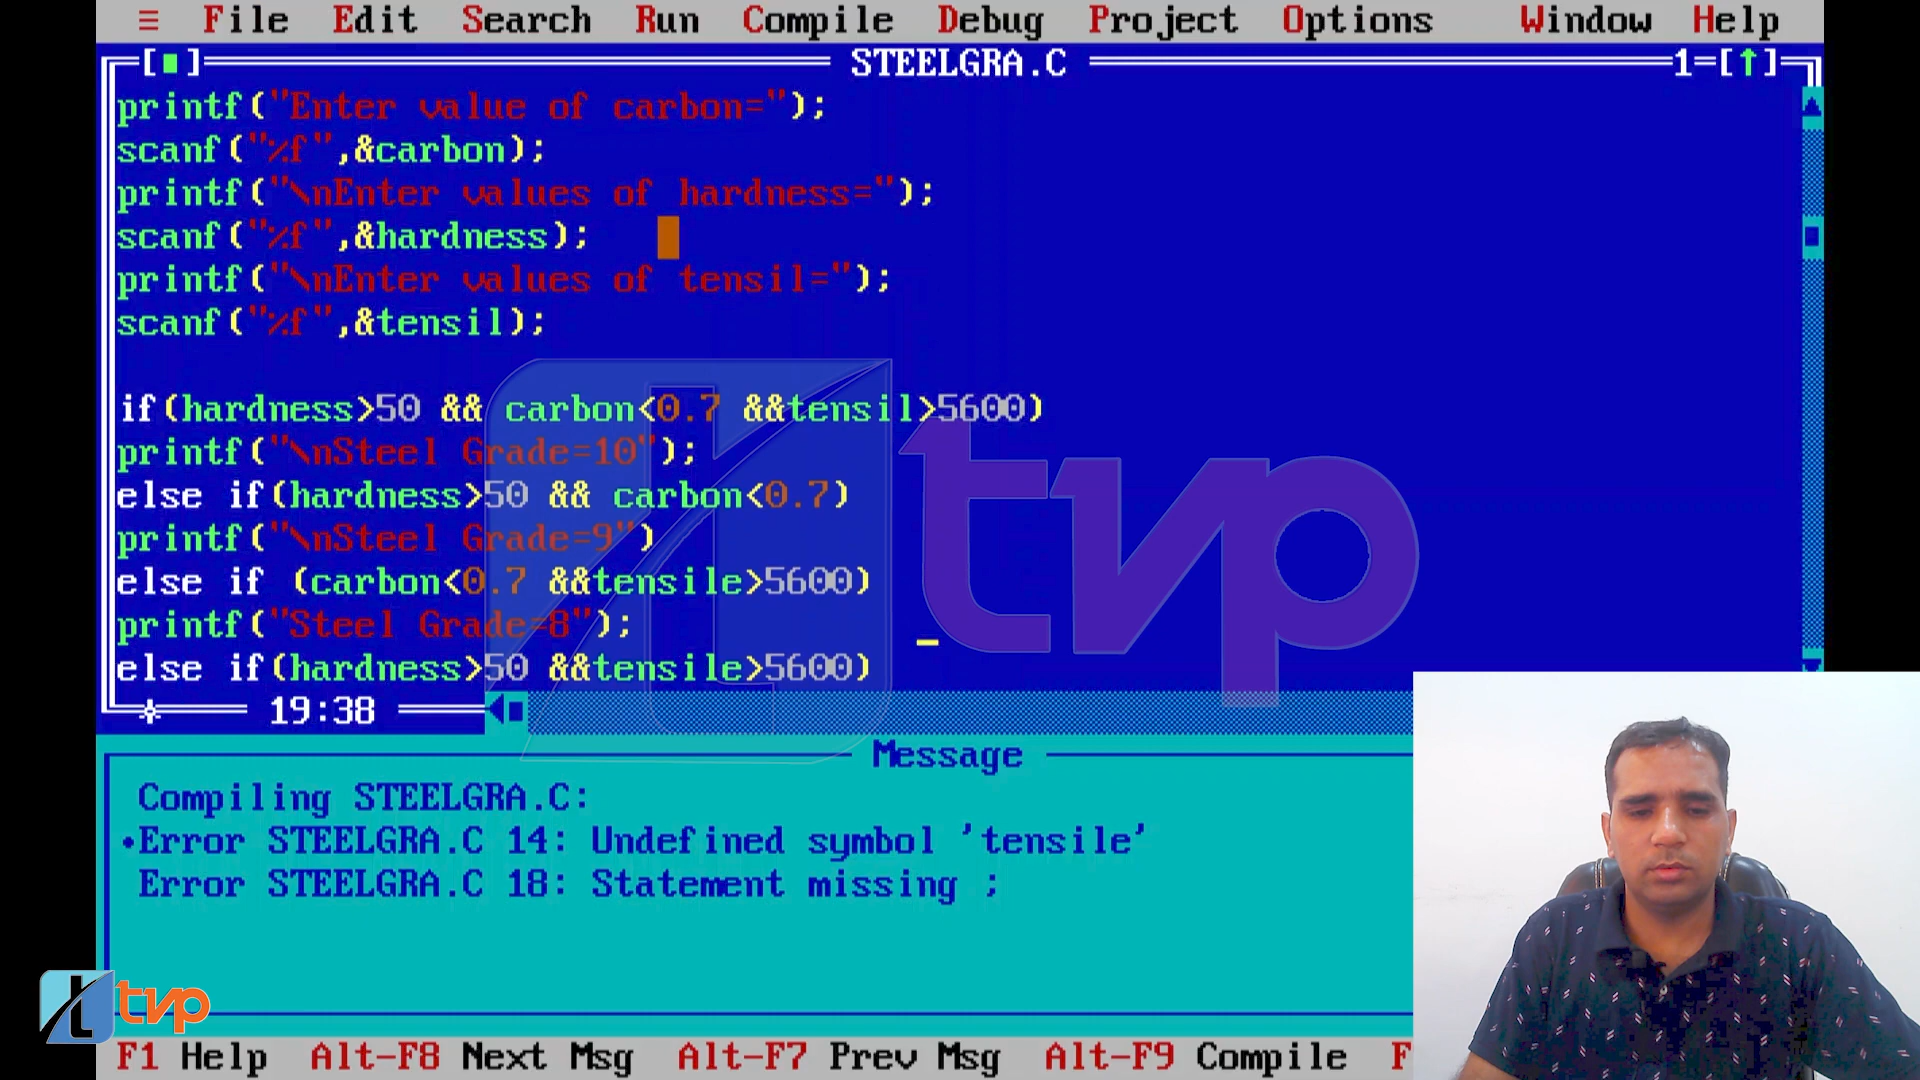 ≡ File Edit Search Run Compile Debug Project Options Window Help
[■] STEELGRA.C 1=[↑]
printf("Enter value of carbon=");
scanf("%f",&carbon);
printf("\nEnter values of hardness=");
scanf("%f",&hardness);
printf("\nEnter values of tensil=");
scanf("%f",&tensil);
if(hardness>50 && carbon<0.7 &&tensil>5600)
printf("\nSteel Grade=10");
else if(hardness>50 && carbon<0.7)
printf("\nSteel Grade=9")
else if (carbon<0.7 &&tensile>5600)
printf("Steel Grade=8");
else if(hardness>50 &&tensile>5600)
19:38
tvp
Message
Compiling STEELGRA.C:
•Error STEELGRA.C 14: Undefined symbol 'tensile'
Error STEELGRA.C 18: Statement missing ;
tvp
F1 Help Alt-F8 Next Msg Alt-F7 Prev Msg Alt-F9 Compile F